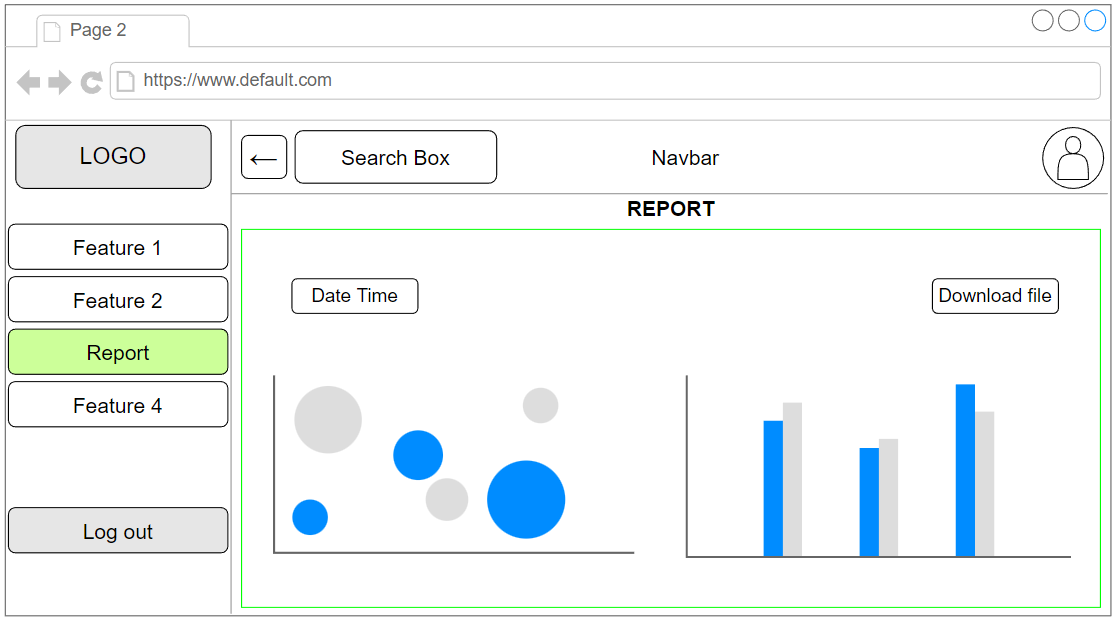 Page 2
https://www.default.com
LOGO
Search Box
Navbar
REPORT
Feature 1
Feature 2
Report
Feature 4
Log out
Date Time
Download file